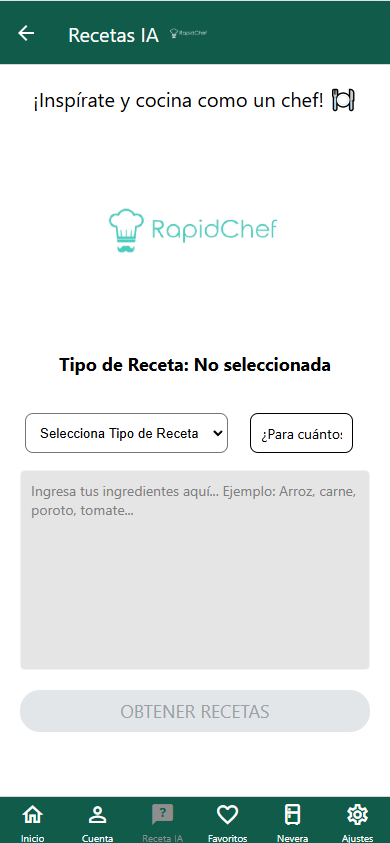 Recetas IA RapidChef
¡Inspírate y cocina como un chef!
RapidChef
Tipo de Receta: No seleccionada
Selecciona Tipo de Receta
¿Para cuántos
Ingresa tus ingredientes aquí... Ejemplo: Arroz, carne,
poroto, tomate...
OBTENER RECETAS
Inicio Cuenta Receta IA Favoritos Nevera Ajustes